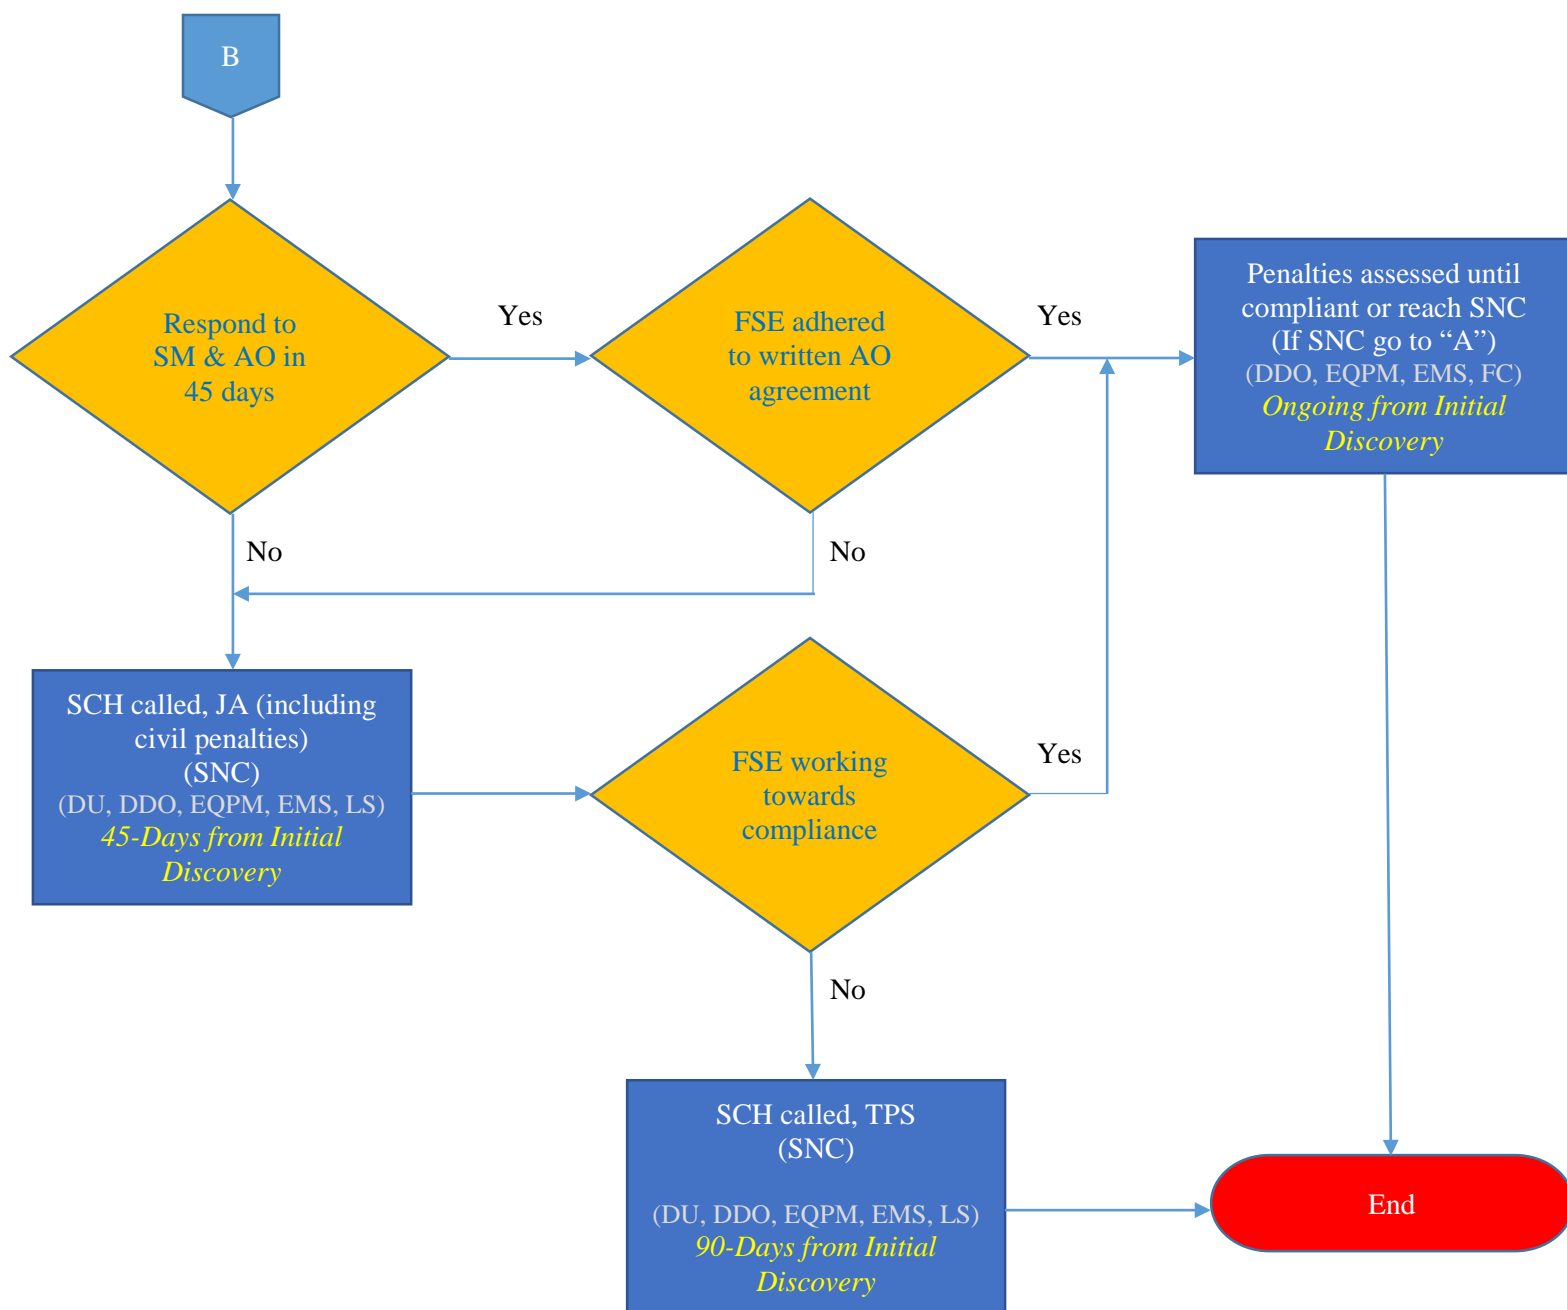 B
Respond to
SM & AO in
45 days
Yes
FSE adhered
to written AO
agreement
Yes
Penalties assessed until
compliant or reach SNC
(If SNC go to “A”)
(DDO, EQPM, EMS, FC)
Ongoing from Initial
Discovery
No
No
SCH called, JA (including
civil penalties)
(SNC)
(DU, DDO, EQPM, EMS, LS)
45-Days from Initial
Discovery
FSE working
towards
compliance
Yes
No
SCH called, TPS
(SNC)
(DU, DDO, EQPM, EMS, LS)
90-Days from Initial
Discovery
End